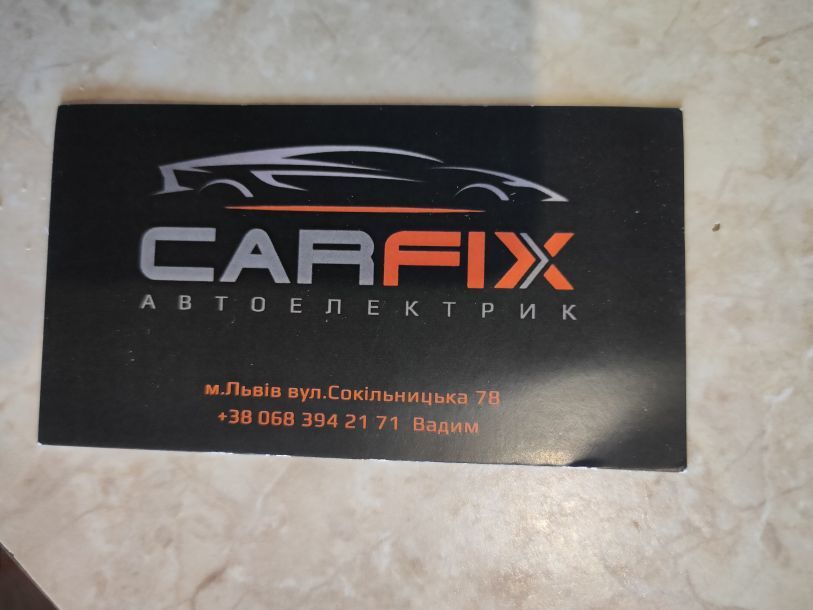 CARFIX
АВТОЕЛЕКТРИК
м.Львів вул.Сокільницька 78
+38 068 394 21 71 Вадим